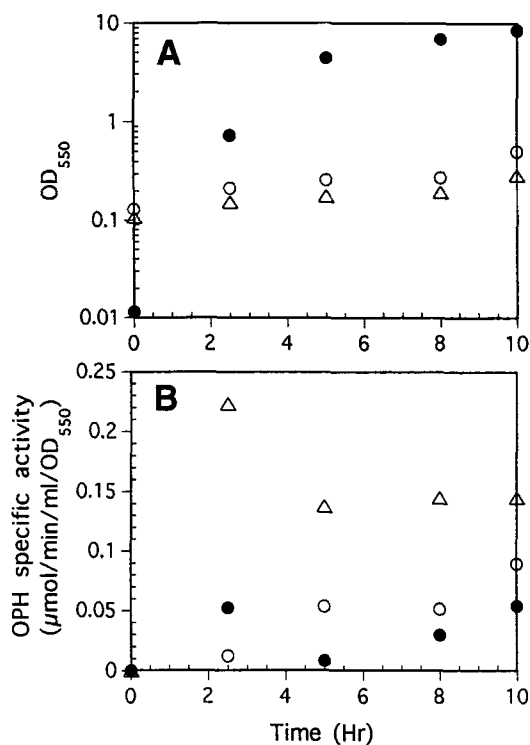 A
10
1
0.1
0.01
OD550
0 2 4 6 8 10
B
0.25
0.2
0.15
0.1
0.05
0
OPH specific activity
(µmol/min/ml/OD550)
0 2 4 6 8 10
Time (Hr)